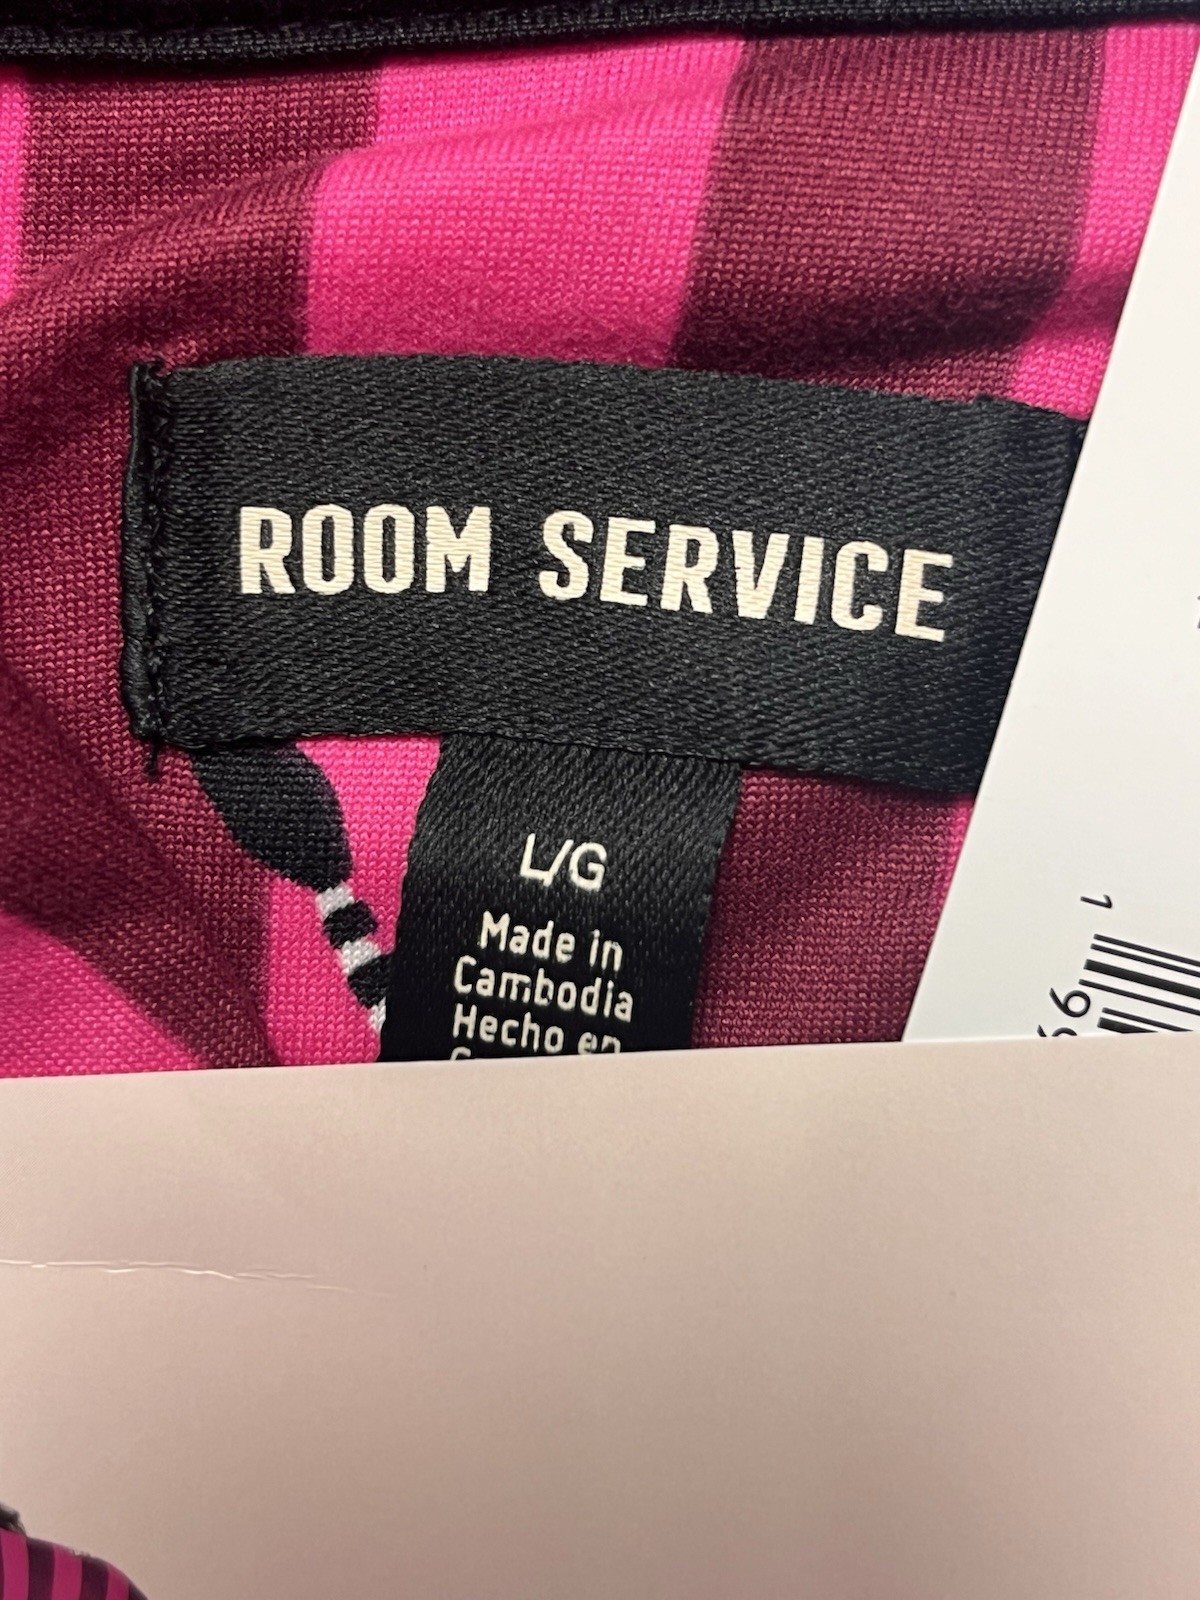 ROOM SERVICE
L/G
Made in
Cambodia
Hecho en